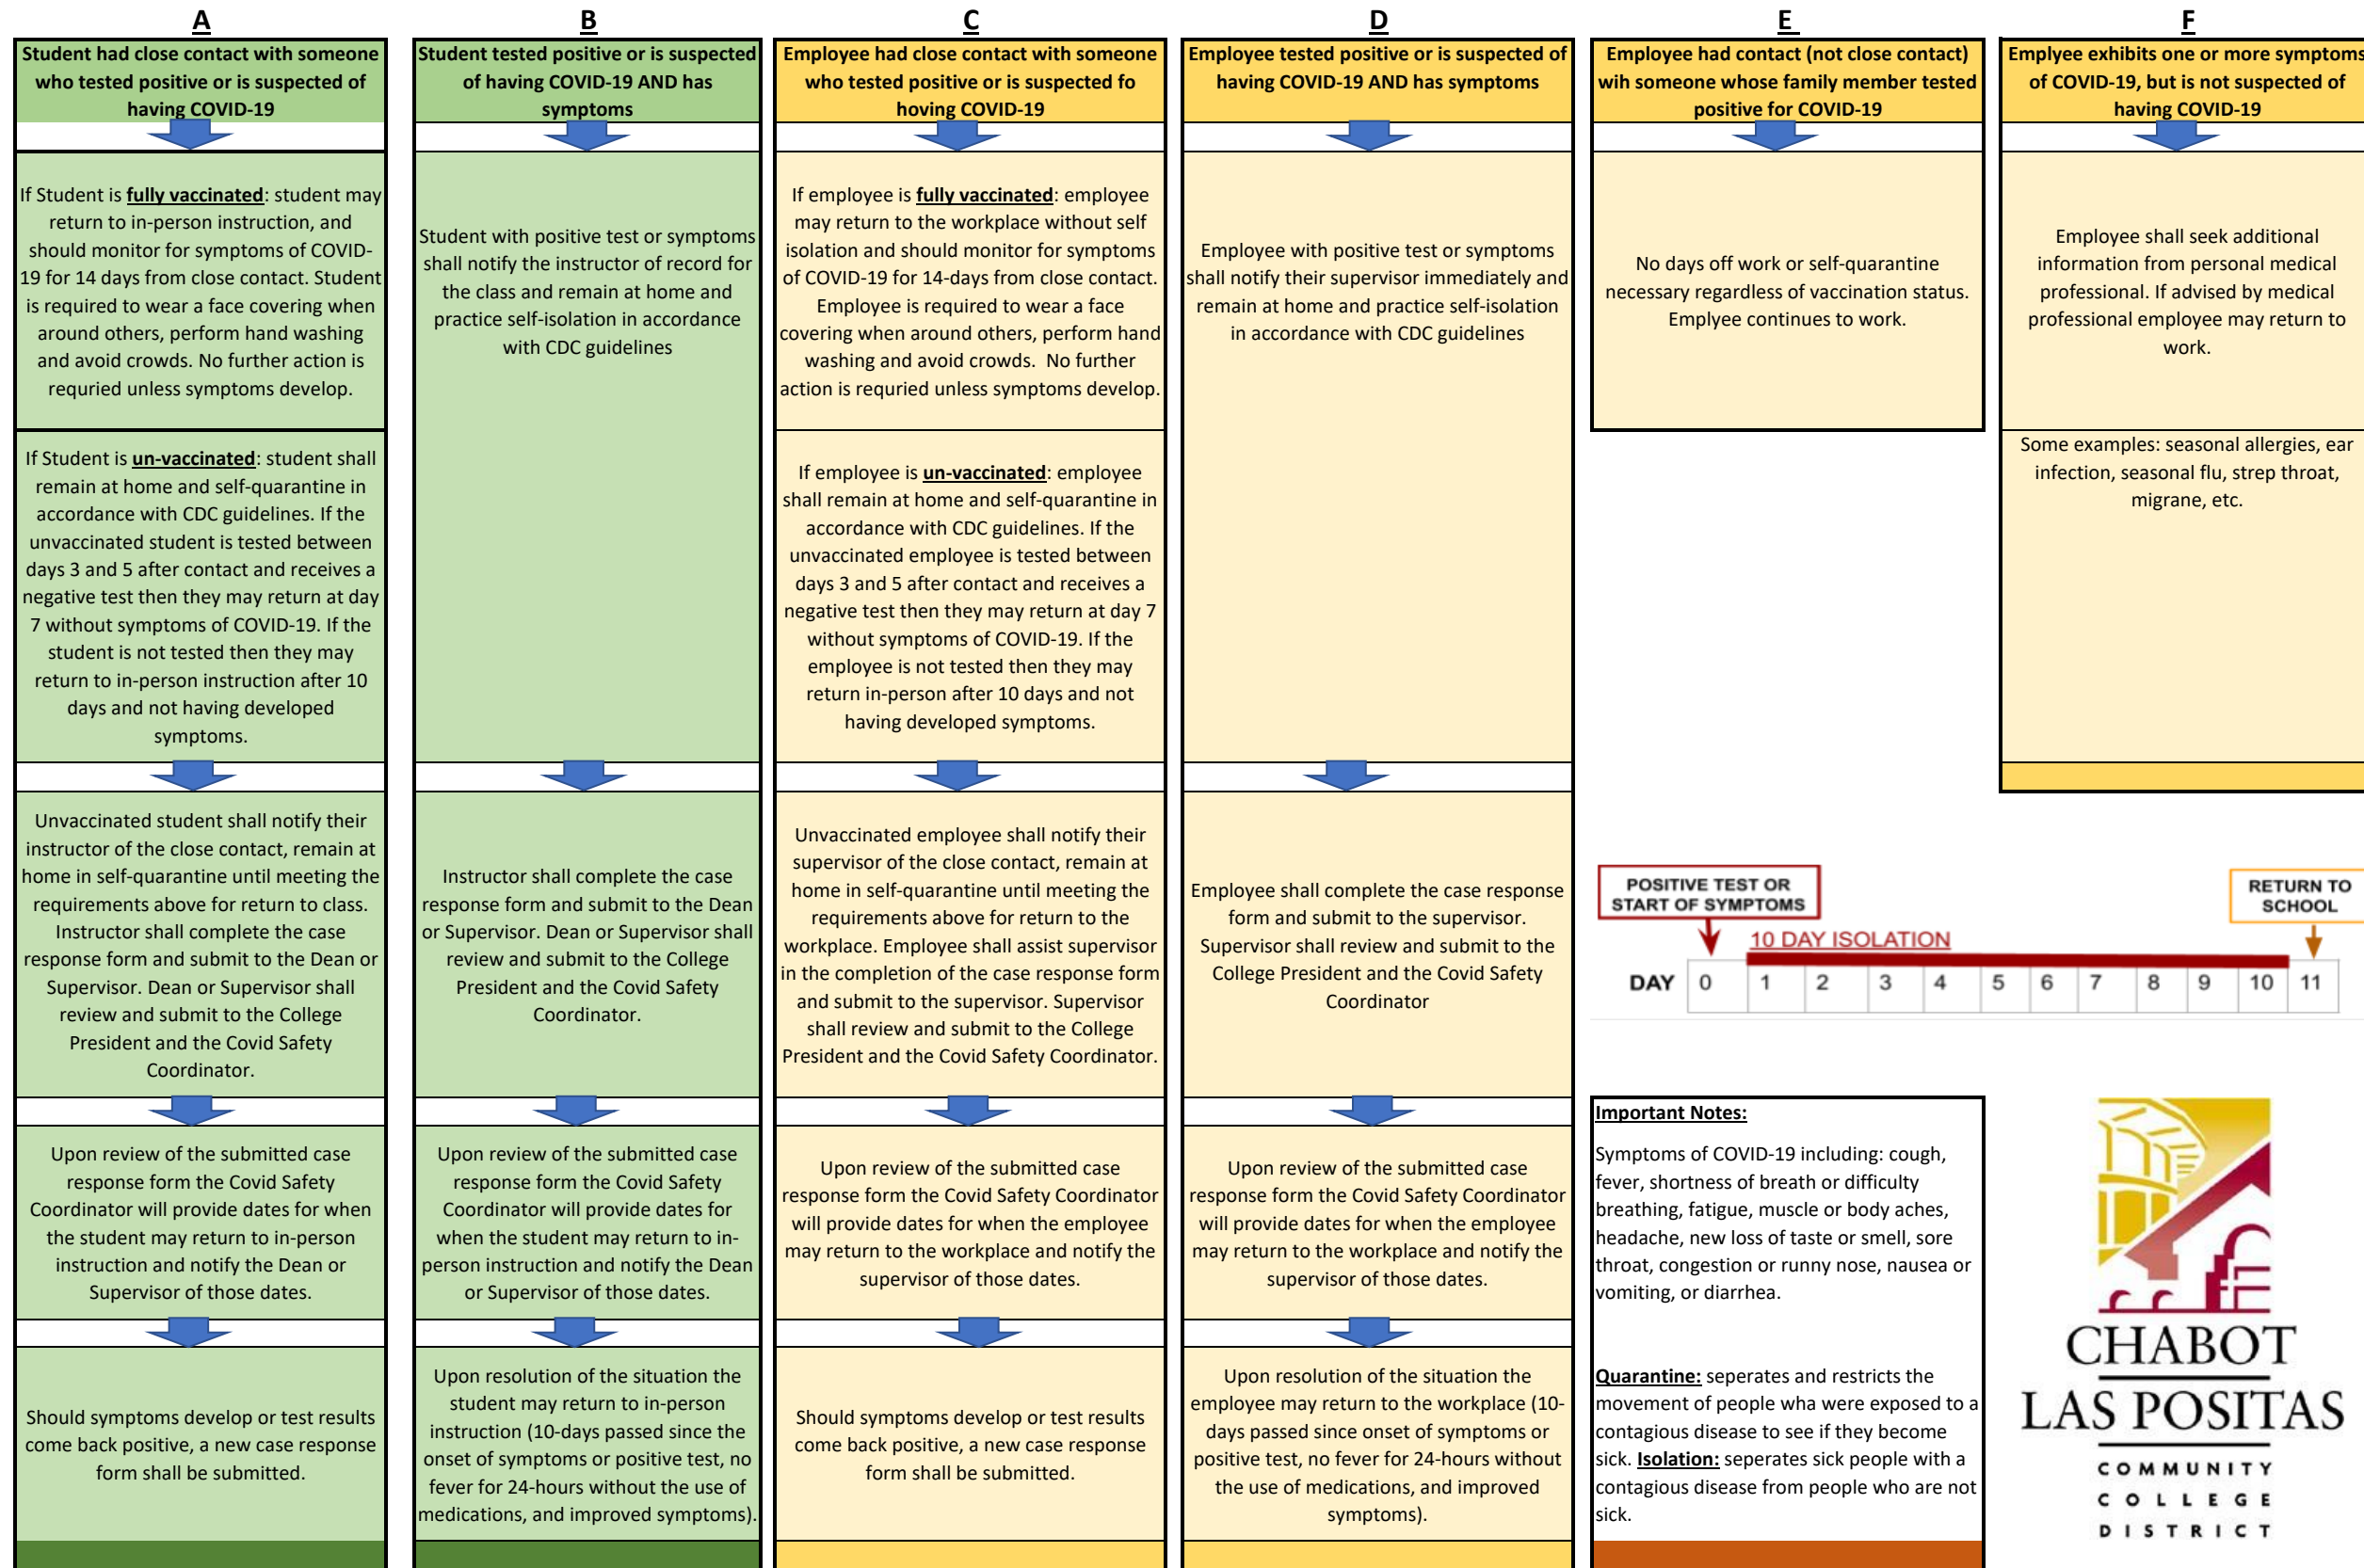 A
Student had close contact with someone
who tested positive or is suspected of
having COVID-19
If Student is fully vaccinated: student may
return to in-person instruction, and
should monitor for symptoms of COVID-
19 for 14 days from close contact. Student
is required to wear a face covering when
around others, perform hand washing
and avoid crowds. No further action is
requried unless symptoms develop.
If Student is un-vaccinated: student shall
remain at home and self-quarantine in
accordance with CDC guidelines. If the
unvaccinated student is tested between
days 3 and 5 after contact and receives a
negative test then they may return at day
7 without symptoms of COVID-19. If the
student is not tested then they may
return to in-person instruction after 10
days and not having developed
symptoms.
Unvaccinated student shall notify their
instructor of the close contact, remain at
home in self-quarantine until meeting the
requirements above for return to class.
Instructor shall complete the case
response form and submit to the Dean or
Supervisor. Dean or Supervisor shall
review and submit to the College
President and the Covid Safety
Coordinator.
Upon review of the submitted case
response form the Covid Safety
Coordinator will provide dates for when
the student may return to in-person
instruction and notify the Dean or
Supervisor of those dates.
Should symptoms develop or test results
come back positive, a new case response
form shall be submitted.
B
Student tested positive or is suspected
of having COVID-19 AND has
symptoms
Student with positive test or symptoms
shall notify the instructor of record for
the class and remain at home and
practice self-isolation in accordance
with CDC guidelines
Instructor shall complete the case
response form and submit to the Dean
or Supervisor. Dean or Supervisor shall
review and submit to the College
President and the Covid Safety
Coordinator.
Upon review of the submitted case
response form the Covid Safety
Coordinator will provide dates for
when the student may return to in-
person instruction and notify the Dean
or Supervisor of those dates.
Upon resolution of the situation the
student may return to in-person
instruction (10-days passed since the
onset of symptoms or positive test, no
fever for 24-hours without the use of
medications, and improved symptoms).
C
Employee had close contact with someone
who tested positive or is suspected fo
hoving COVID-19
If employee is fully vaccinated: employee
may return to the workplace without self
isolation and should monitor for symptoms
of COVID-19 for 14-days from close contact.
Employee is required to wear a face
covering when around others, perform hand
washing and avoid crowds.  No further
action is requried unless symptoms develop.
If employee is un-vaccinated: employee
shall remain at home and self-quarantine in
accordance with CDC guidelines. If the
unvaccinated employee is tested between
days 3 and 5 after contact and receives a
negative test then they may return at day 7
without symptoms of COVID-19. If the
employee is not tested then they may
return in-person after 10 days and not
having developed symptoms.
Unvaccinated employee shall notify their
supervisor of the close contact, remain at
home in self-quarantine until meeting the
requirements above for return to the
workplace. Employee shall assist supervisor
in the completion of the case response form
and submit to the supervisor. Supervisor
shall review and submit to the College
President and the Covid Safety Coordinator.
Upon review of the submitted case
response form the Covid Safety Coordinator
will provide dates for when the employee
may return to the workplace and notify the
supervisor of those dates.
Should symptoms develop or test results
come back positive, a new case response
form shall be submitted.
D
Employee tested positive or is suspected of
having COVID-19 AND has symptoms
Employee with positive test or symptoms
shall notify their supervisor immediately and
remain at home and practice self-isolation
in accordance with CDC guidelines
Employee shall complete the case response
form and submit to the supervisor.
Supervisor shall review and submit to the
College President and the Covid Safety
Coordinator
Upon review of the submitted case
response form the Covid Safety Coordinator
will provide dates for when the employee
may return to the workplace and notify the
supervisor of those dates.
Upon resolution of the situation the
employee may return to the workplace (10-
days passed since onset of symptoms or
positive test, no fever for 24-hours without
the use of medications, and improved
symptoms).
E
Employee had contact (not close contact)
wih someone whose family member tested
positive for COVID-19
No days off work or self-quarantine
necessary regardless of vaccination status.
Emplyee continues to work.
F
Emplyee exhibits one or more symptoms
of COVID-19, but is not suspected of
having COVID-19
Employee shall seek additional
information from personal medical
professional. If advised by medical
professional employee may return to
work.
Some examples: seasonal allergies, ear
infection, seasonal flu, strep throat,
migrane, etc.
POSITIVE TEST OR
START OF SYMPTOMS
RETURN TO
SCHOOL
10 DAY ISOLATION
DAY 0 1 2 3 4 5 6 7 8 9 10 11
Important Notes:
Symptoms of COVID-19 including: cough,
fever, shortness of breath or difficulty
breathing, fatigue, muscle or body aches,
headache, new loss of taste or smell, sore
throat, congestion or runny nose, nausea or
vomiting, or diarrhea.
Quarantine: seperates and restricts the
movement of people wha were exposed to a
contagious disease to see if they become
sick. Isolation: seperates sick people with a
contagious disease from people who are not
sick.
CHABOT
LAS POSITAS
COMMUNITY
COLLEGE
DISTRICT